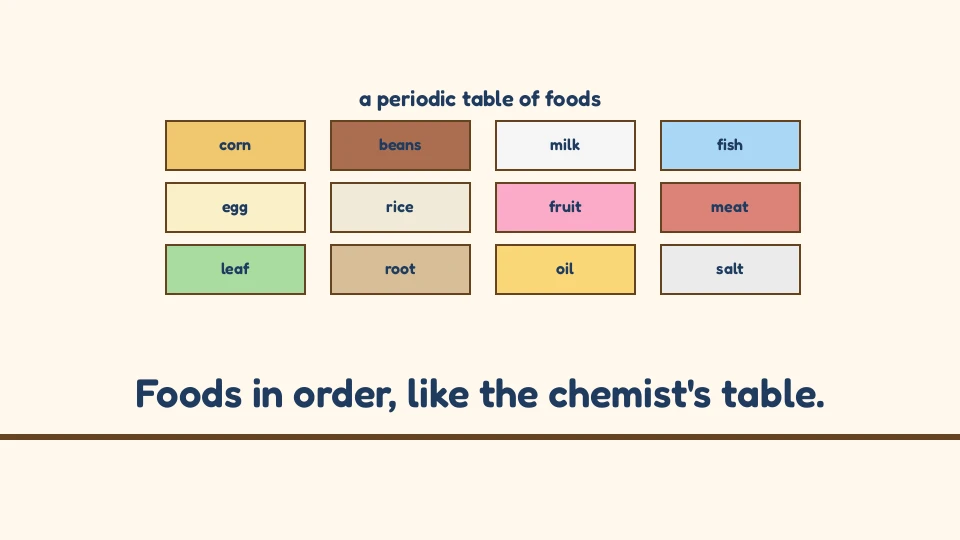 a periodic table of foods
corn beans milk fish
egg rice fruit meat
leaf root oil salt
Foods in order, like the chemist's table.